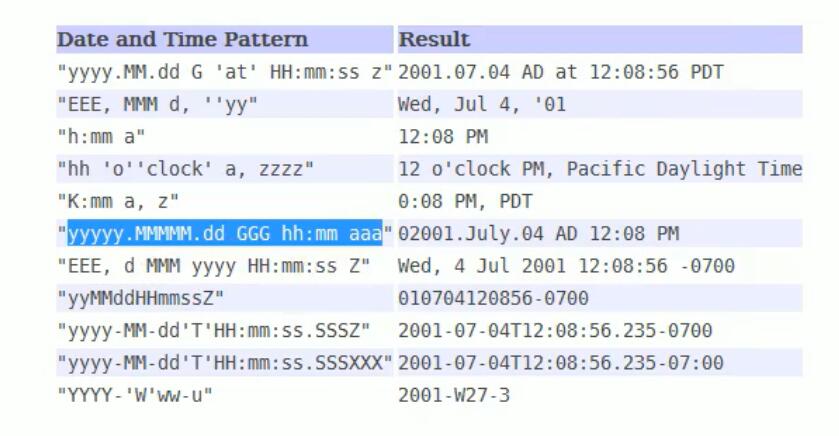 Date and Time Pattern Result
"yyyy.MM.dd G 'at' HH:mm:ss z" 2001.07.04 AD at 12:08:56 PDT
"EEE, MMM d, ''yy" Wed, Jul 4, '01
"h:mm a" 12:08 PM
"hh 'o''clock' a, zzzz" 12 o'clock PM, Pacific Daylight Time
"K:mm a, z" 0:08 PM, PDT
"yyyyy.MMMMM.dd GGG hh:mm aaa" 02001.July.04 AD 12:08 PM
"EEE, d MMM yyyy HH:mm:ss Z" Wed, 4 Jul 2001 12:08:56 -0700
"yyMMddHHmmssZ" 010704120856-0700
"yyyy-MM-dd'T'HH:mm:ss.SSSZ" 2001-07-04T12:08:56.235-0700
"yyyy-MM-dd'T'HH:mm:ss.SSSXXX" 2001-07-04T12:08:56.235-07:00
"YYYY-'W'ww-u" 2001-W27-3